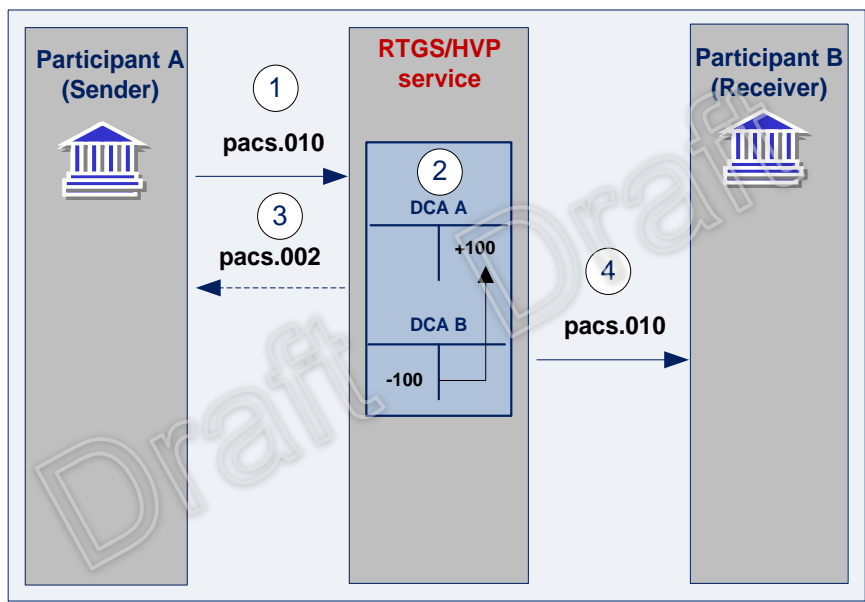 Participant A
(Sender)
RTGS/HVP
service
Participant B
(Receiver)
1
pacs.010
2
DCA A
+100
3
pacs.002
4
pacs.010
DCA B
-100
Draft
Draft